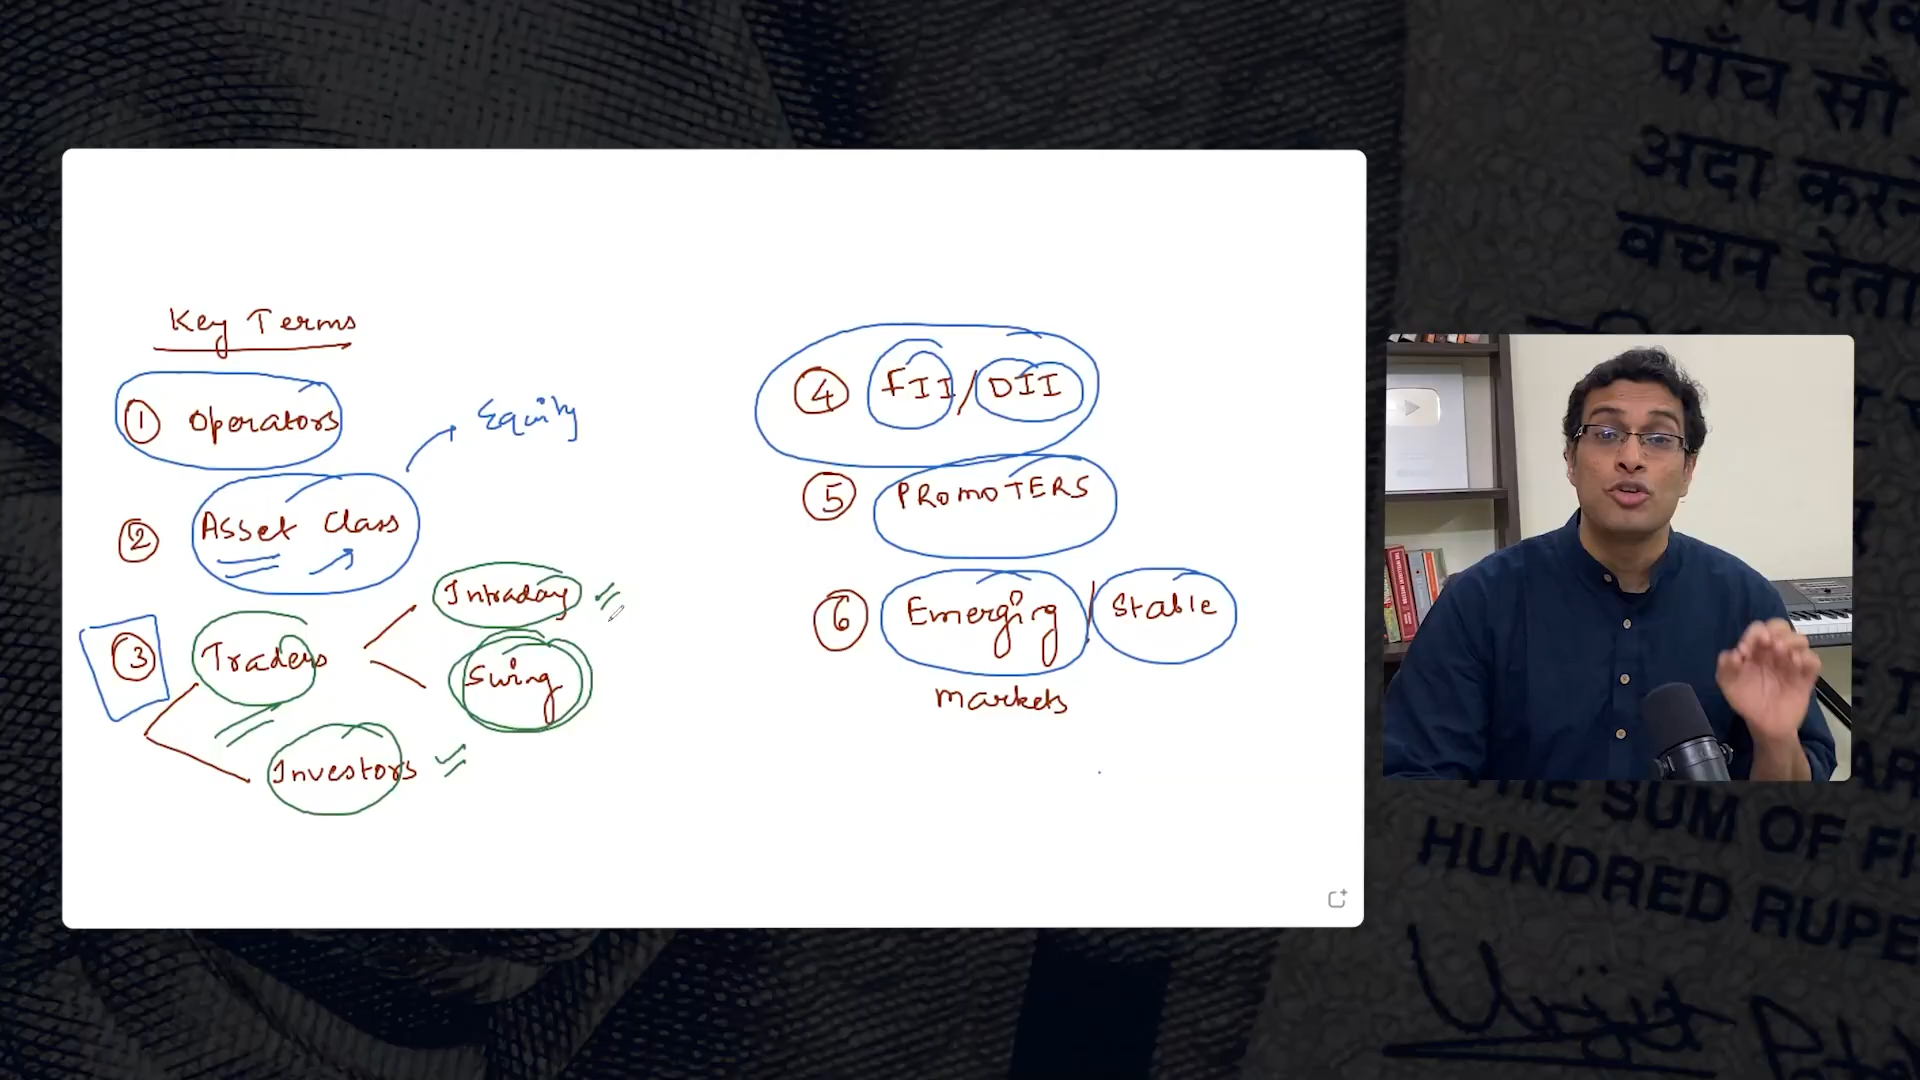 Key Terms
① Operators
Equity
② Asset Class
③ Traders
Intraday
Swing
Investors
④ FII / DII
⑤ PROMOTERS
⑥ Emerging / Stable
markets
पाँच सौ
अदा करने
वचन देता
THE SUM OF FI
HUNDRED RUPE